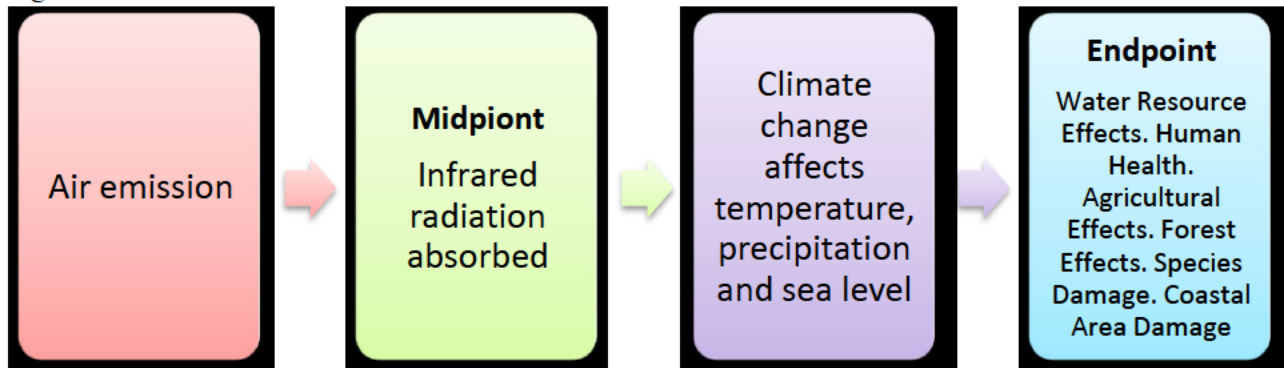 Air emission
Midpiont
Infrared
radiation
absorbed
Climate
change
affects
temperature,
precipitation
and sea level
Endpoint
Water Resource
Effects. Human
Health.
Agricultural
Effects. Forest
Effects. Species
Damage. Coastal
Area Damage